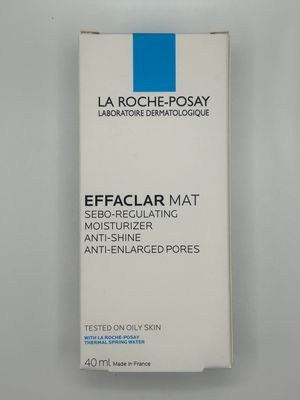 LA ROCHE-POSAY
LABORATOIRE DERMATOLOGIQUE
EFFACLAR MAT
SEBO-REGULATING
MOISTURIZER
ANTI-SHINE
ANTI-ENLARGED PORES
TESTED ON OILY SKIN
WITH LA ROCHE-POSAY
THERMAL SPRING WATER
40 ml Made in France